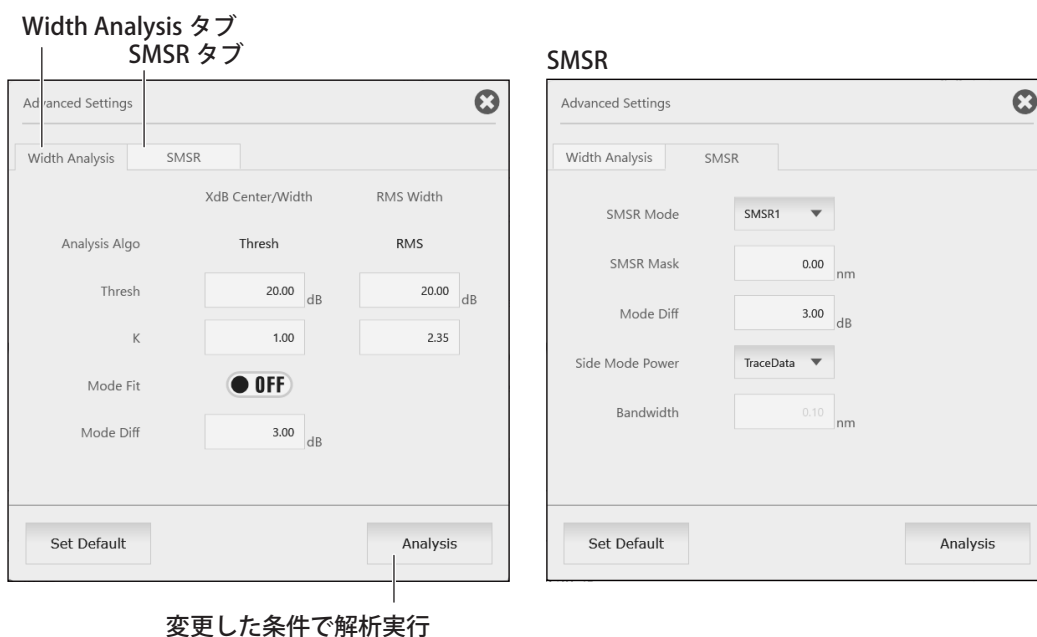 Width Analysis タブ
SMSR タブ
Advanced Settings
Width Analysis
SMSR
XdB Center/Width
RMS Width
Analysis Algo
Thresh
RMS
Thresh
20.00
dB
20.00
dB
K
1.00
2.35
Mode Fit
OFF
Mode Diff
3.00
dB
Set Default
Analysis
変更した条件で解析実行
SMSR
Advanced Settings
Width Analysis
SMSR
SMSR Mode
SMSR1
SMSR Mask
0.00
nm
Mode Diff
3.00
dB
Side Mode Power
TraceData
Bandwidth
0.10
nm
Set Default
Analysis